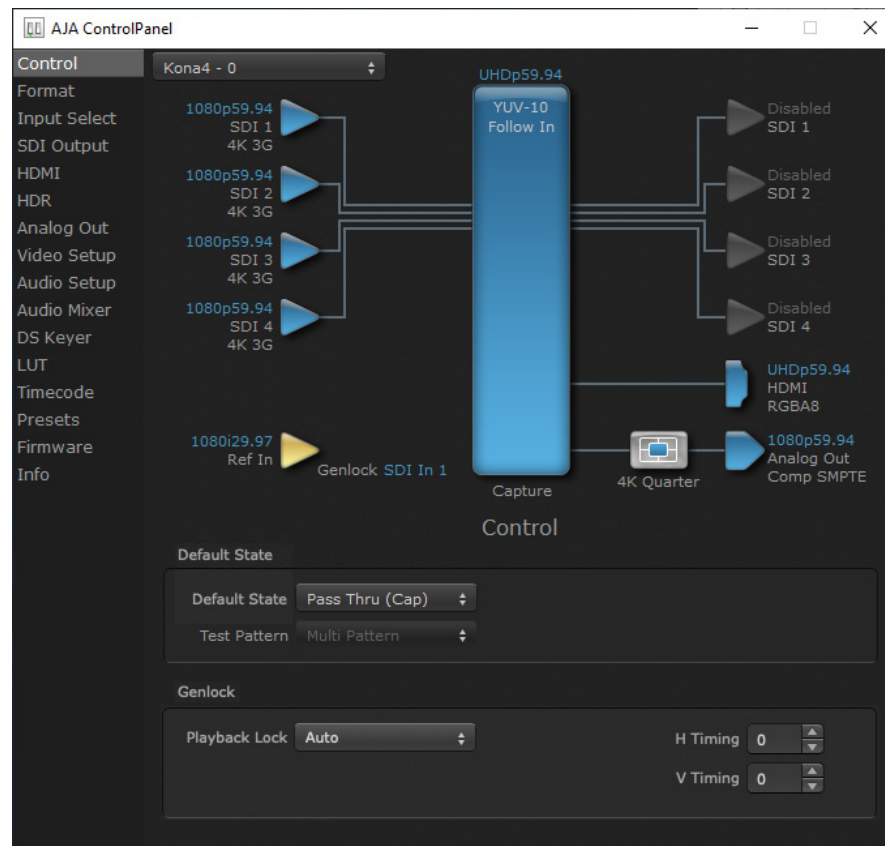 AJA ControlPanel
Control
Format
Input Select
SDI Output
HDMI
HDR
Analog Out
Video Setup
Audio Setup
Audio Mixer
DS Keyer
LUT
Timecode
Presets
Firmware
Info
Kona4 - 0
UHDp59.94
YUV-10
Follow In
1080p59.94
SDI 1
4K 3G
1080p59.94
SDI 2
4K 3G
1080p59.94
SDI 3
4K 3G
1080p59.94
SDI 4
4K 3G
1080i29.97
Ref In
Genlock SDI In 1
Capture
Disabled
SDI 1
Disabled
SDI 2
Disabled
SDI 3
Disabled
SDI 4
UHDp59.94
HDMI
RGBA8
4K Quarter
1080p59.94
Analog Out
Comp SMPTE
Control
Default State
Default State Pass Thru (Cap)
Test Pattern Multi Pattern
Genlock
Playback Lock Auto
H Timing 0
V Timing 0